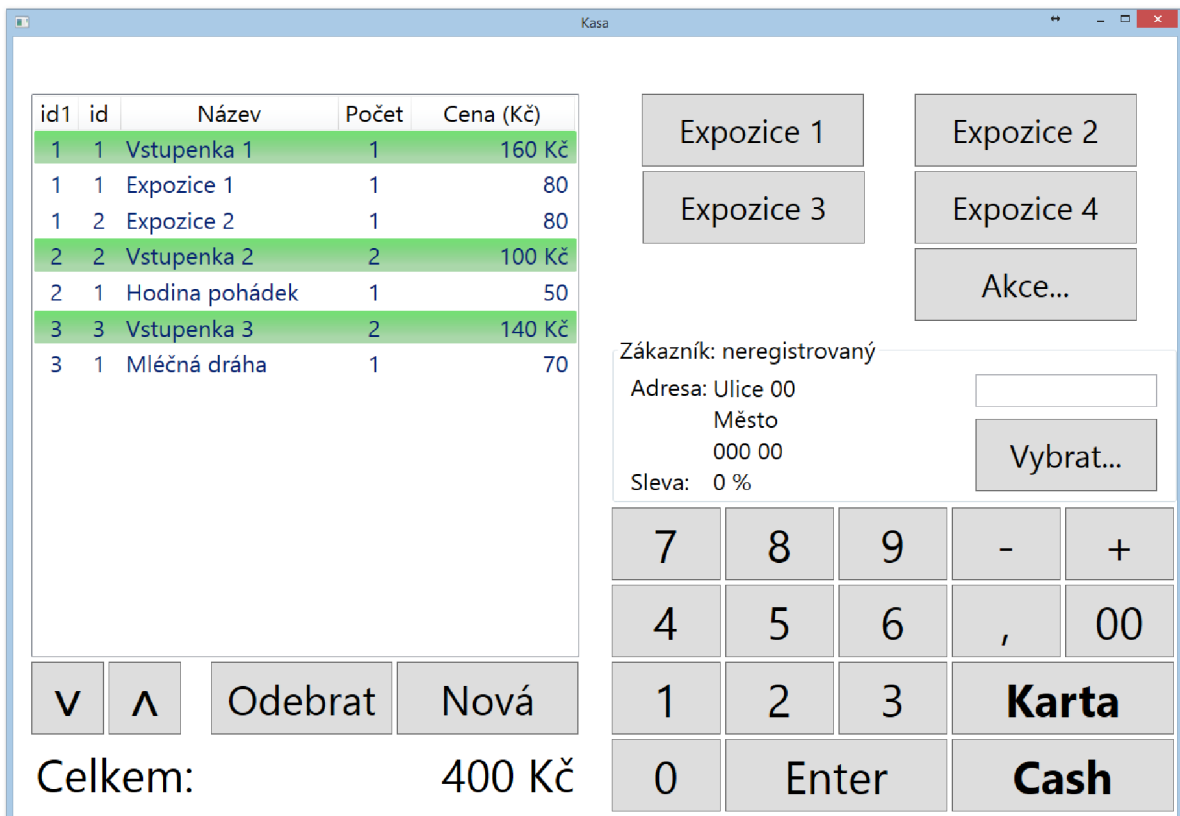 Kasa
id1 id Název Počet Cena (Kč)
1 1 Vstupenka 1 1 160 Kč
1 1 Expozice 1 1 80
1 2 Expozice 2 1 80
2 2 Vstupenka 2 2 100 Kč
2 1 Hodina pohádek 1 50
3 3 Vstupenka 3 2 140 Kč
3 1 Mléčná dráha 1 70
V Λ Odebrat Nová
Celkem: 400 Kč
Expozice 1 Expozice 2
Expozice 3 Expozice 4
Akce...
Zákazník: neregistrovaný
Adresa: Ulice 00
Město
000 00
Vybrat...
Sleva: 0 %
7 8 9 - +
4 5 6 , 00
1 2 3 Karta
0 Enter Cash